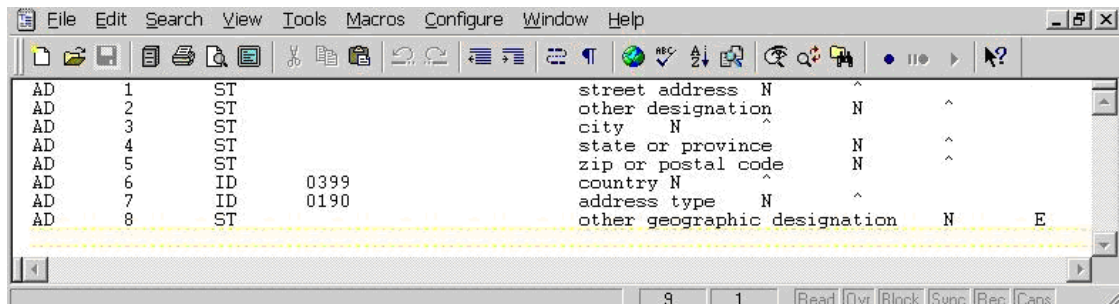 File Edit Search View Tools Macros Configure Window Help
AD 1 ST street address N ^
AD 2 ST other designation N ^
AD 3 ST city N ^
AD 4 ST state or province N ^
AD 5 ST zip or postal code N ^
AD 6 ID 0399 country N ^
AD 7 ID 0190 address type N ^
AD 8 ST other geographic designation N E
9 1 Read Ovr Block Sync Rec Caps